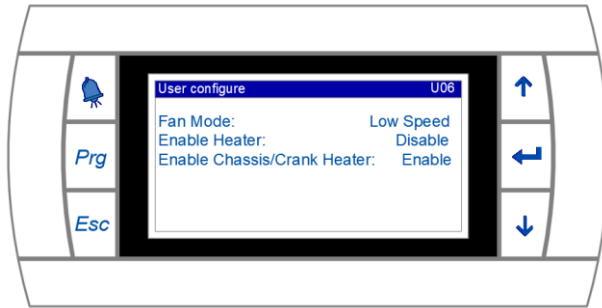 User configure U06
Fan Mode: Low Speed
Enable Heater: Disable
Enable Chassis/Crank Heater: Enable
Prg
Esc